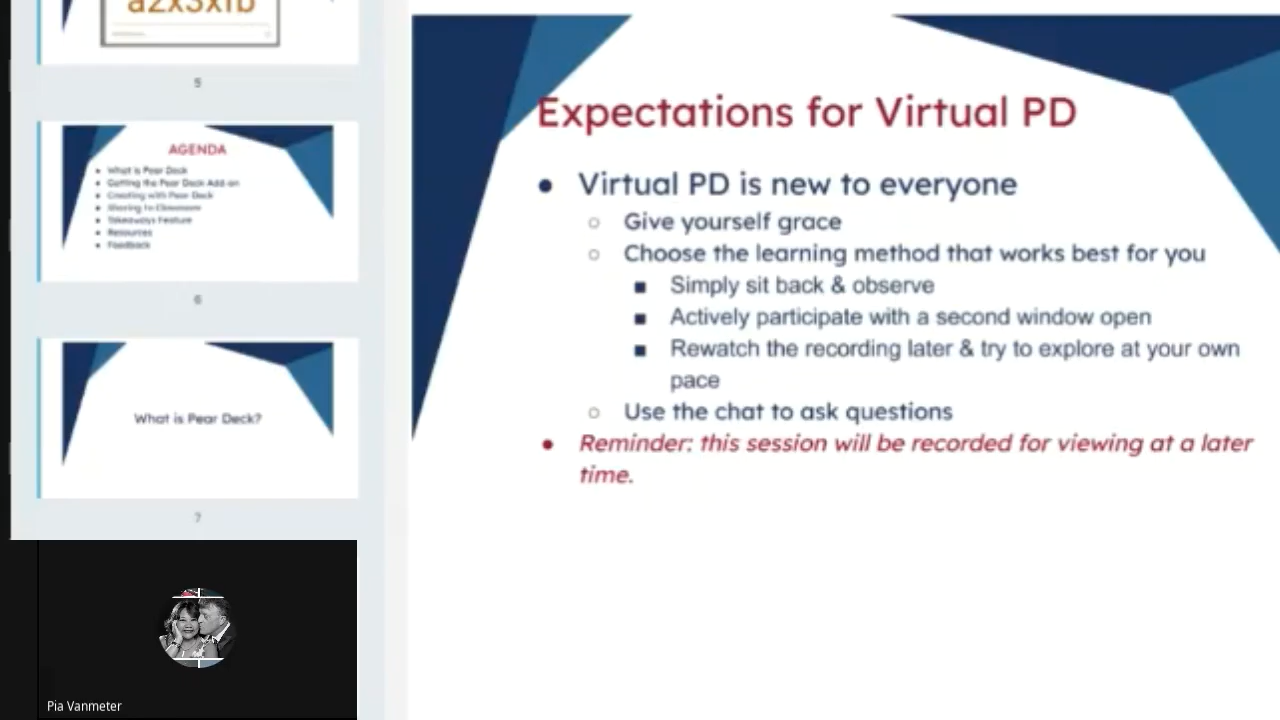 a2x3xfb
5
AGENDA
• What is Pear Deck
• Getting the Pear Deck Add-on
• Creating with Pear Deck
• Sharing to Classroom
• Takeaways Feature
• Resources
• Feedback
6
What is Pear Deck?
7
Pia Vanmeter
Expectations for Virtual PD
● Virtual PD is new to everyone
○ Give yourself grace
○ Choose the learning method that works best for you
■ Simply sit back & observe
■ Actively participate with a second window open
■ Rewatch the recording later & try to explore at your own
pace
○ Use the chat to ask questions
● Reminder: this session will be recorded for viewing at a later
time.